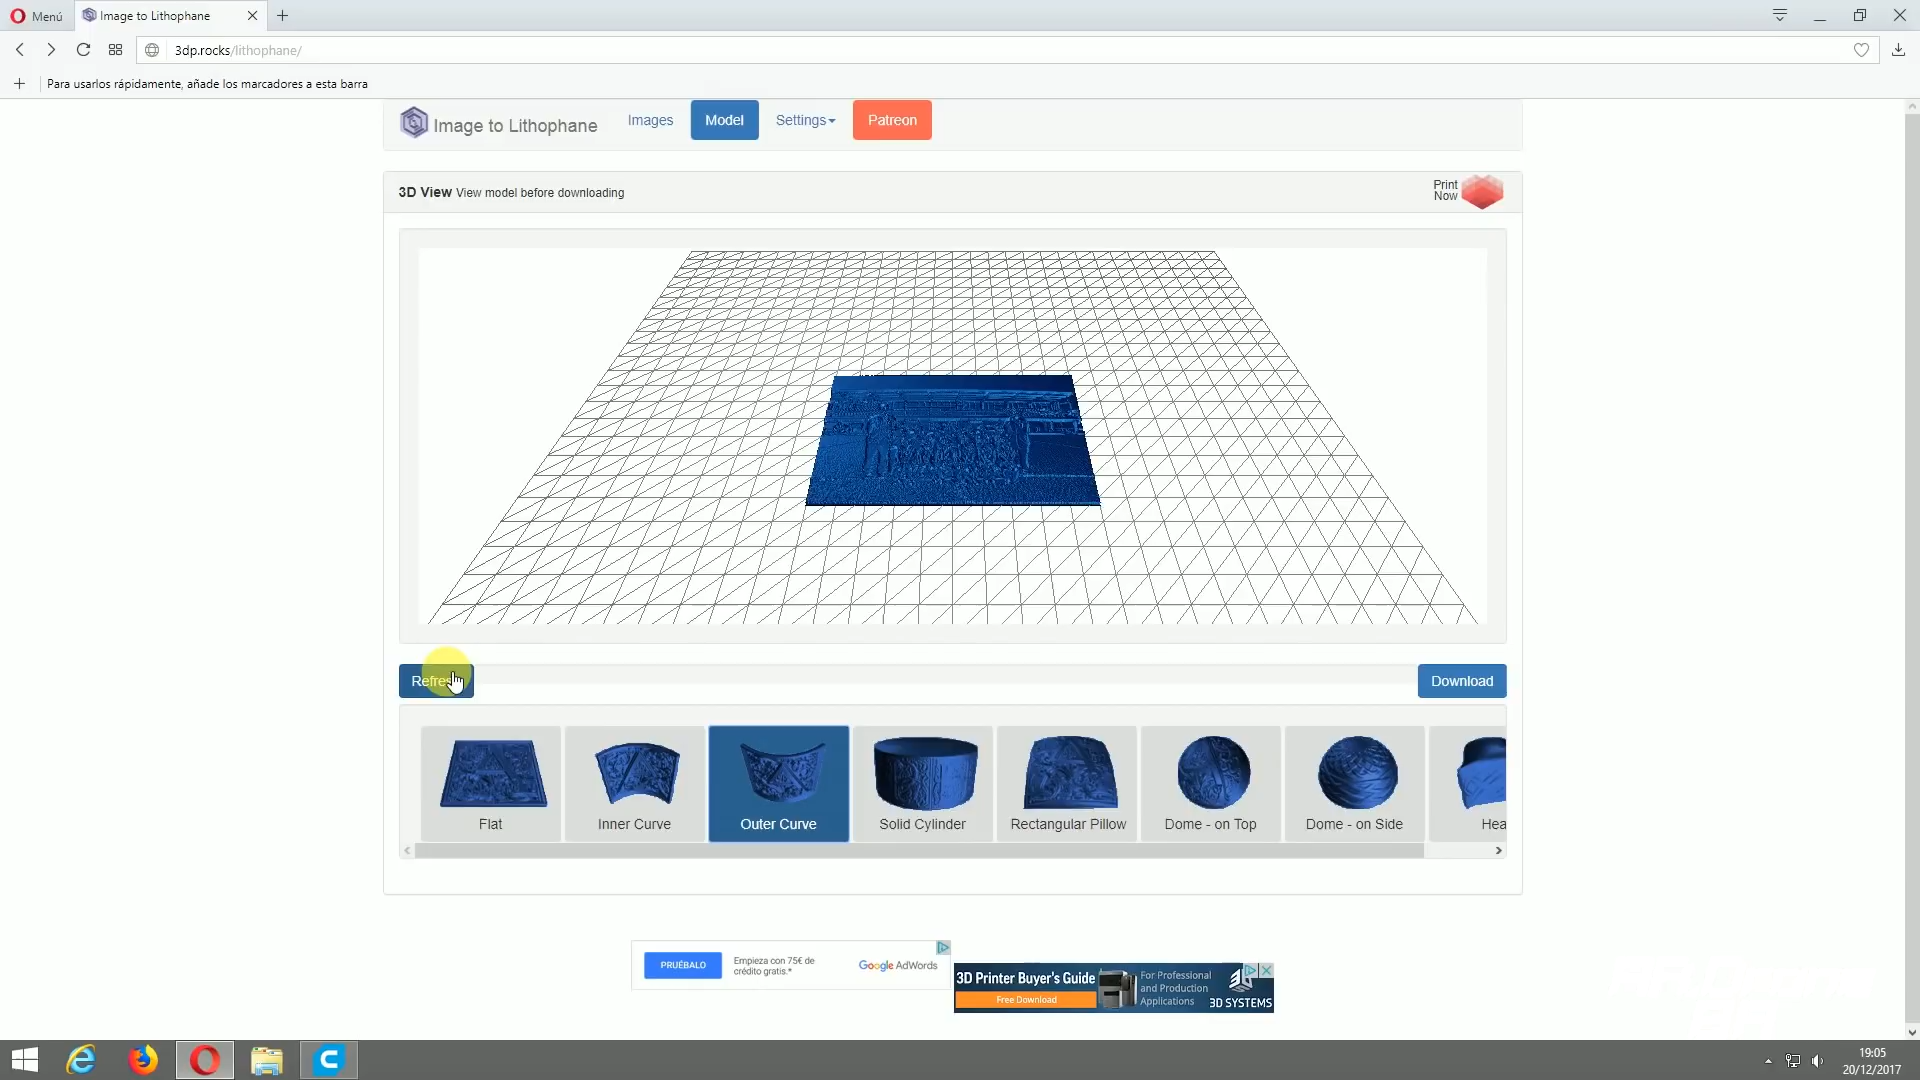 Menú
Image to Lithophane
3dp.rocks/lithophane/
Para usarlos rápidamente, añade los marcadores a esta barra
Image to Lithophane
Images
Model
Settings
Patreon
3D View View model before downloading
Print
Now
Download
Flat
Inner Curve
Outer Curve
Solid Cylinder
Rectangular Pillow
Dome - on Top
Dome - on Side
PRUÉBALO
Empieza con 75€ de
crédito gratis.*
Google AdWords
3D Printer Buyer's Guide
Free Download
For Professional
and Production
Applications
3D SYSTEMS
19:05
20/12/2017